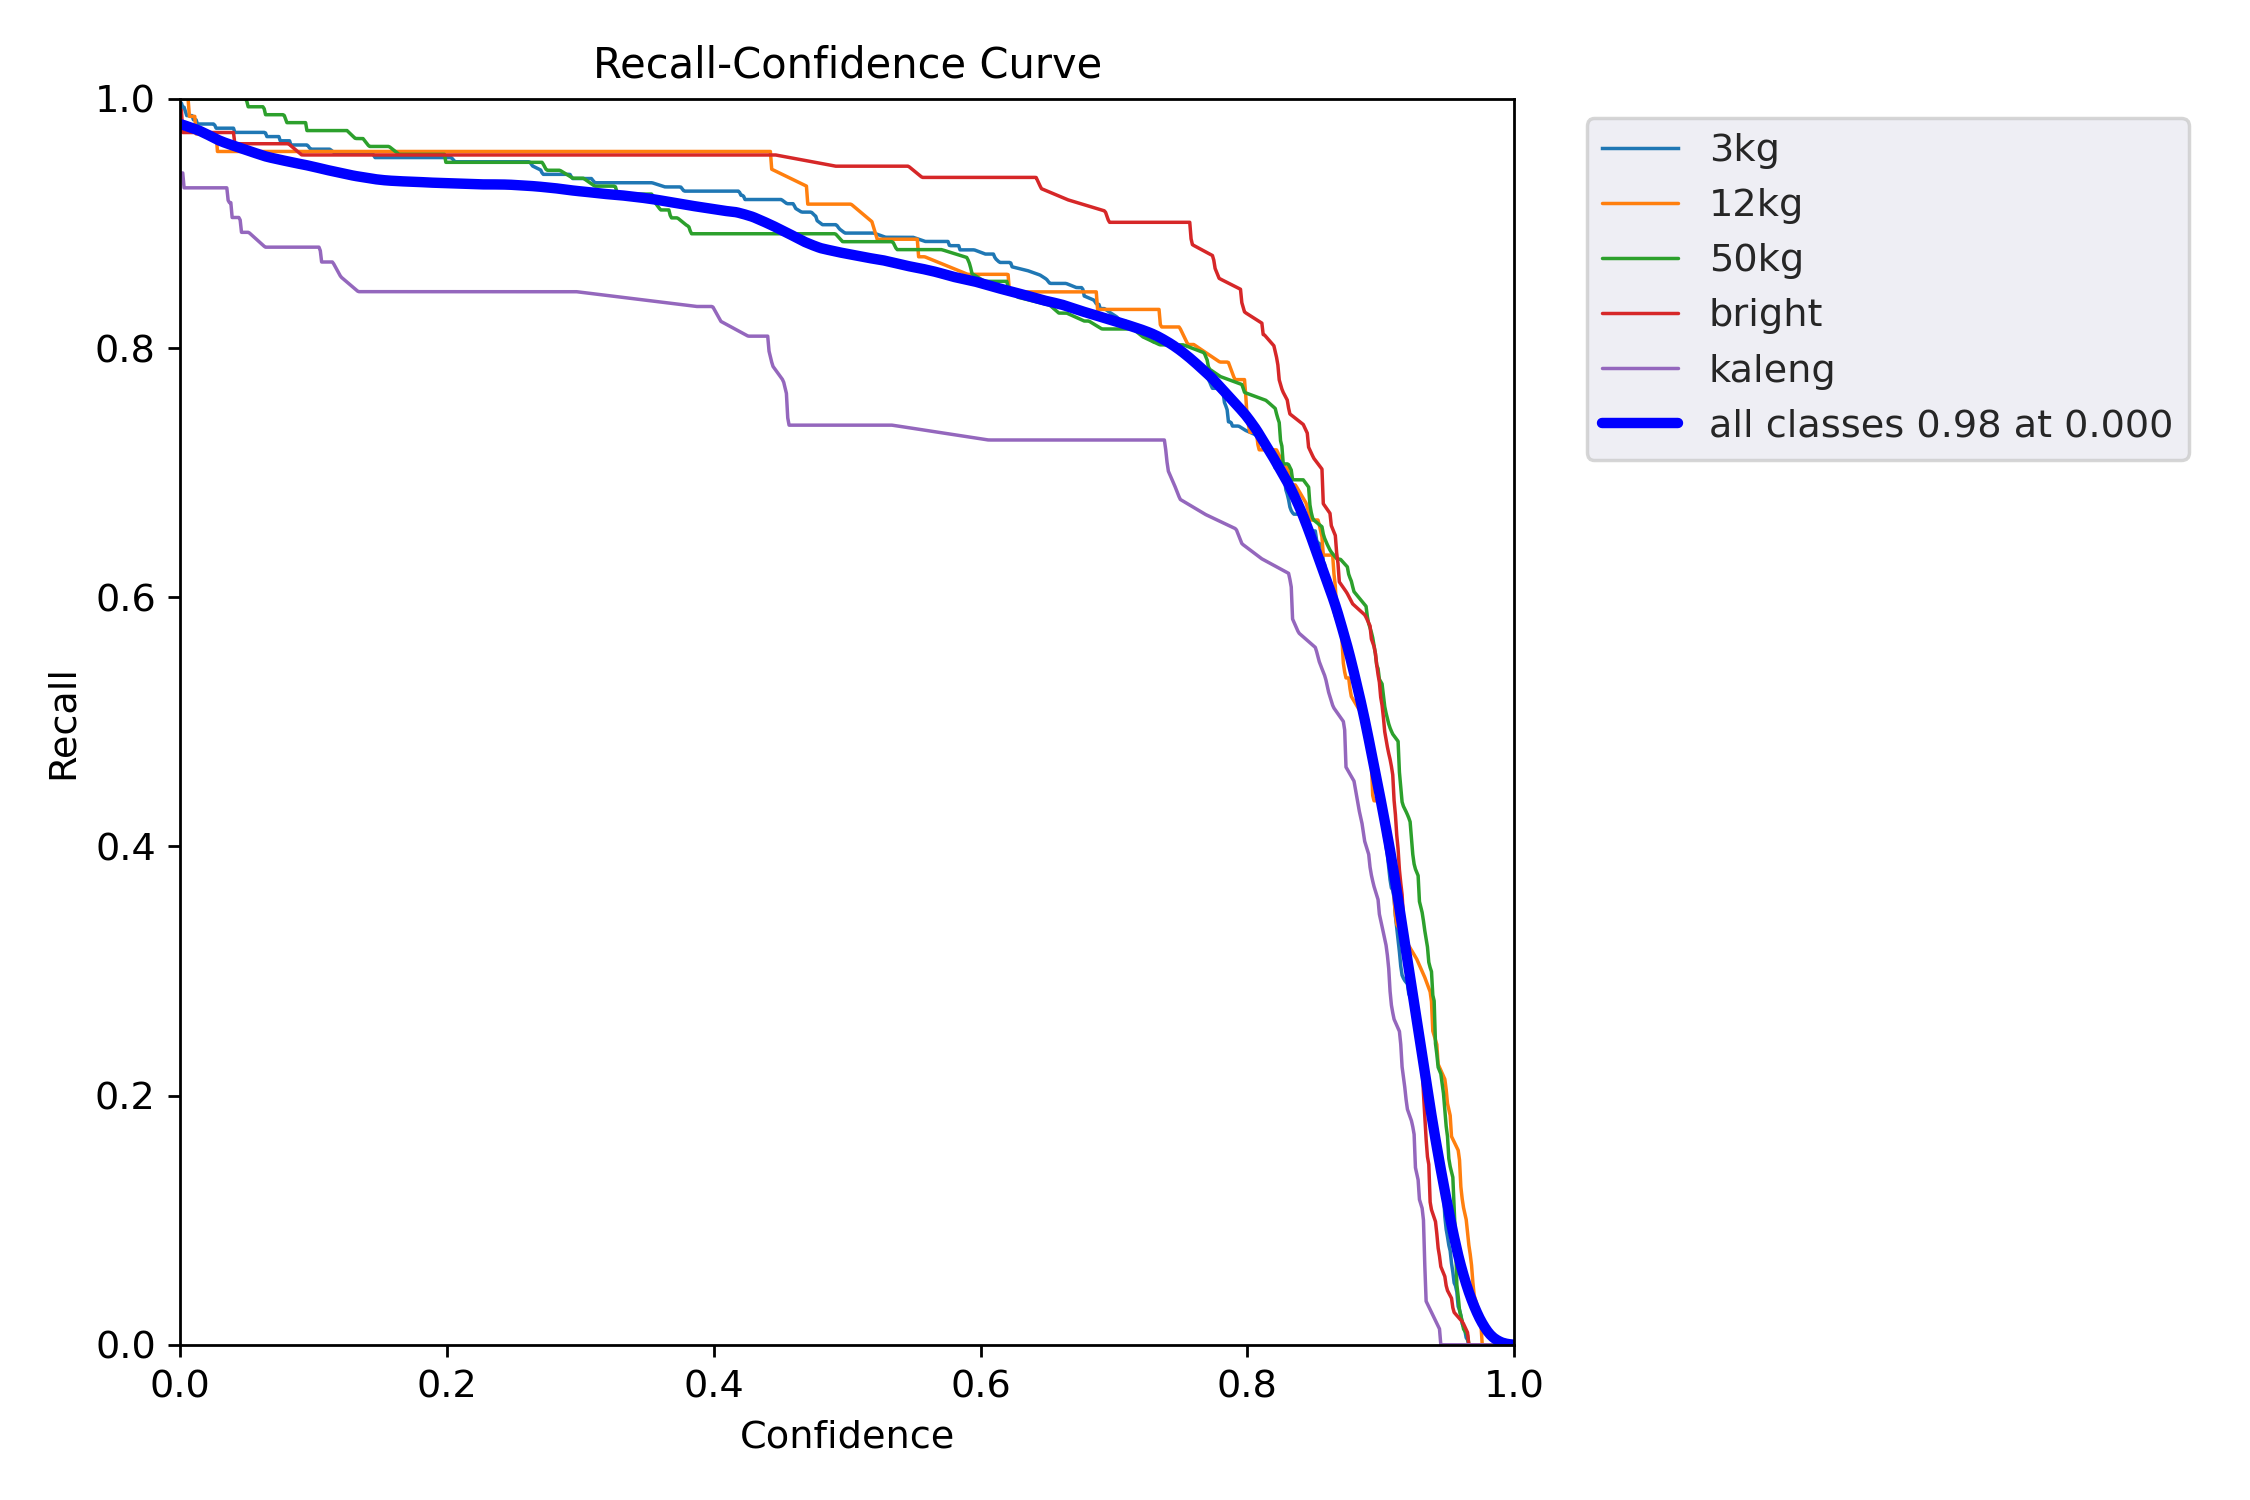 Recall-Confidence Curve
1.0
0.8
0.6
0.4
0.2
0.0
Recall
0.0 0.2 0.4 0.6 0.8 1.0
Confidence
3kg
12kg
50kg
bright
kaleng
all classes 0.98 at 0.000